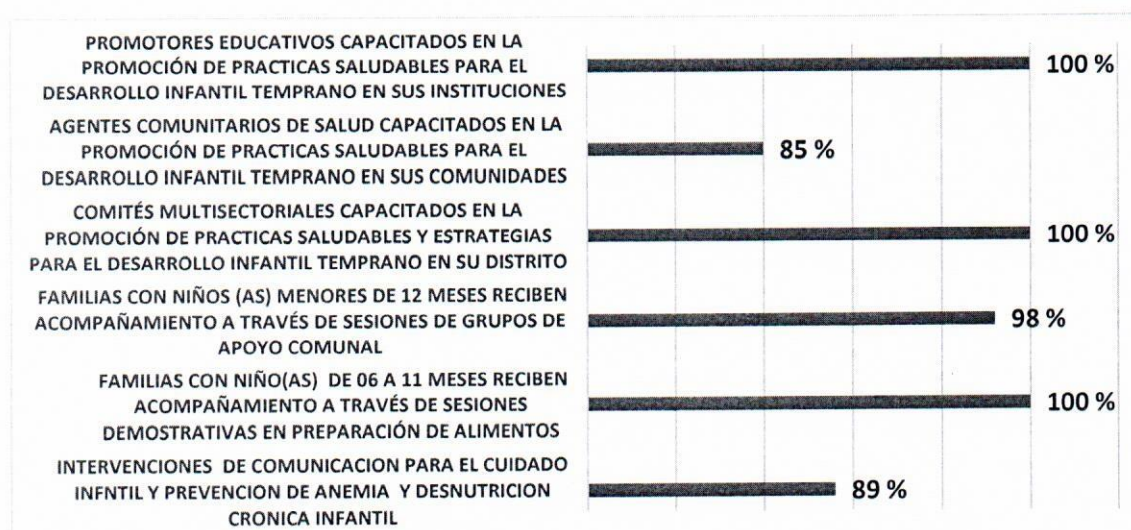 PROMOTORES EDUCATIVOS CAPACITADOS EN LA
PROMOCIÓN DE PRACTICAS SALUDABLES PARA EL
DESARROLLO INFANTIL TEMPRANO EN SUS INSTITUCIONES
100 %
AGENTES COMUNITARIOS DE SALUD CAPACITADOS EN LA
PROMOCIÓN DE PRACTICAS SALUDABLES PARA EL
DESARROLLO INFANTIL TEMPRANO EN SUS COMUNIDADES
85 %
COMITÉS MULTISECTORIALES CAPACITADOS EN LA
PROMOCIÓN DE PRACTICAS SALUDABLES Y ESTRATEGIAS
PARA EL DESARROLLO INFANTIL TEMPRANO EN SU DISTRITO
100 %
FAMILIAS CON NIÑOS (AS) MENORES DE 12 MESES RECIBEN
ACOMPAÑAMIENTO A TRAVÉS DE SESIONES DE GRUPOS DE
APOYO COMUNAL
98 %
FAMILIAS CON NIÑO(AS) DE 06 A 11 MESES RECIBEN
ACOMPAÑAMIENTO A TRAVÉS DE SESIONES
DEMOSTRATIVAS EN PREPARACIÓN DE ALIMENTOS
100 %
INTERVENCIONES DE COMUNICACION PARA EL CUIDADO
INFNTIL Y PREVENCION DE ANEMIA Y DESNUTRICION
CRONICA INFANTIL
89 %